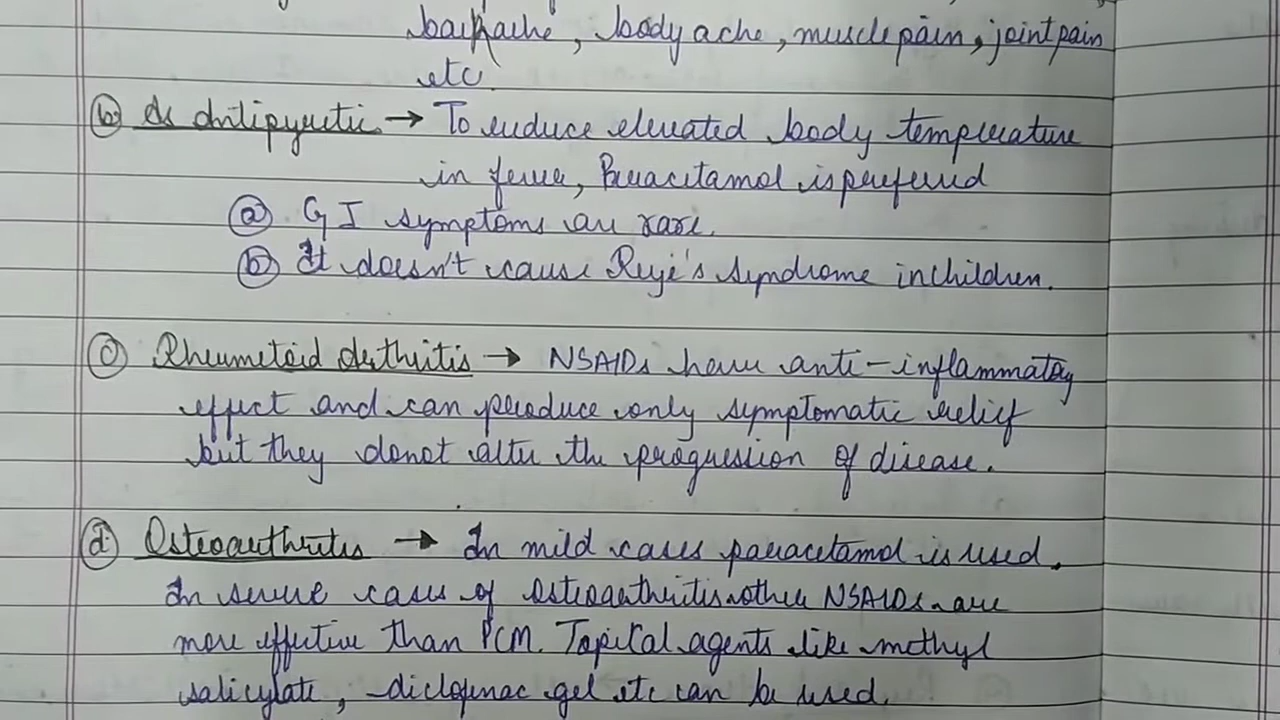 backache, body ache, muscle pain, joint pain
etc
(b) As Antipyretic → To reduce elevated body temperature
in fever, Paracetamol is preferred
(a) GI symptoms are rare.
(b) It doesn't cause Reye's Syndrome in children.
(c) Rheumetoid Arthritis → NSAIDs have anti-inflammatory
effect and can produce only symptomatic relief
but they donot alter the progression of disease.
(d) Osteoarthritis → In mild cases paracetamol is used.
In severe cases of Osteoarthritis other NSAIDs are
more effective than PCM. Topical agents like methyl
salicylate, diclofenac gel etc can be used.